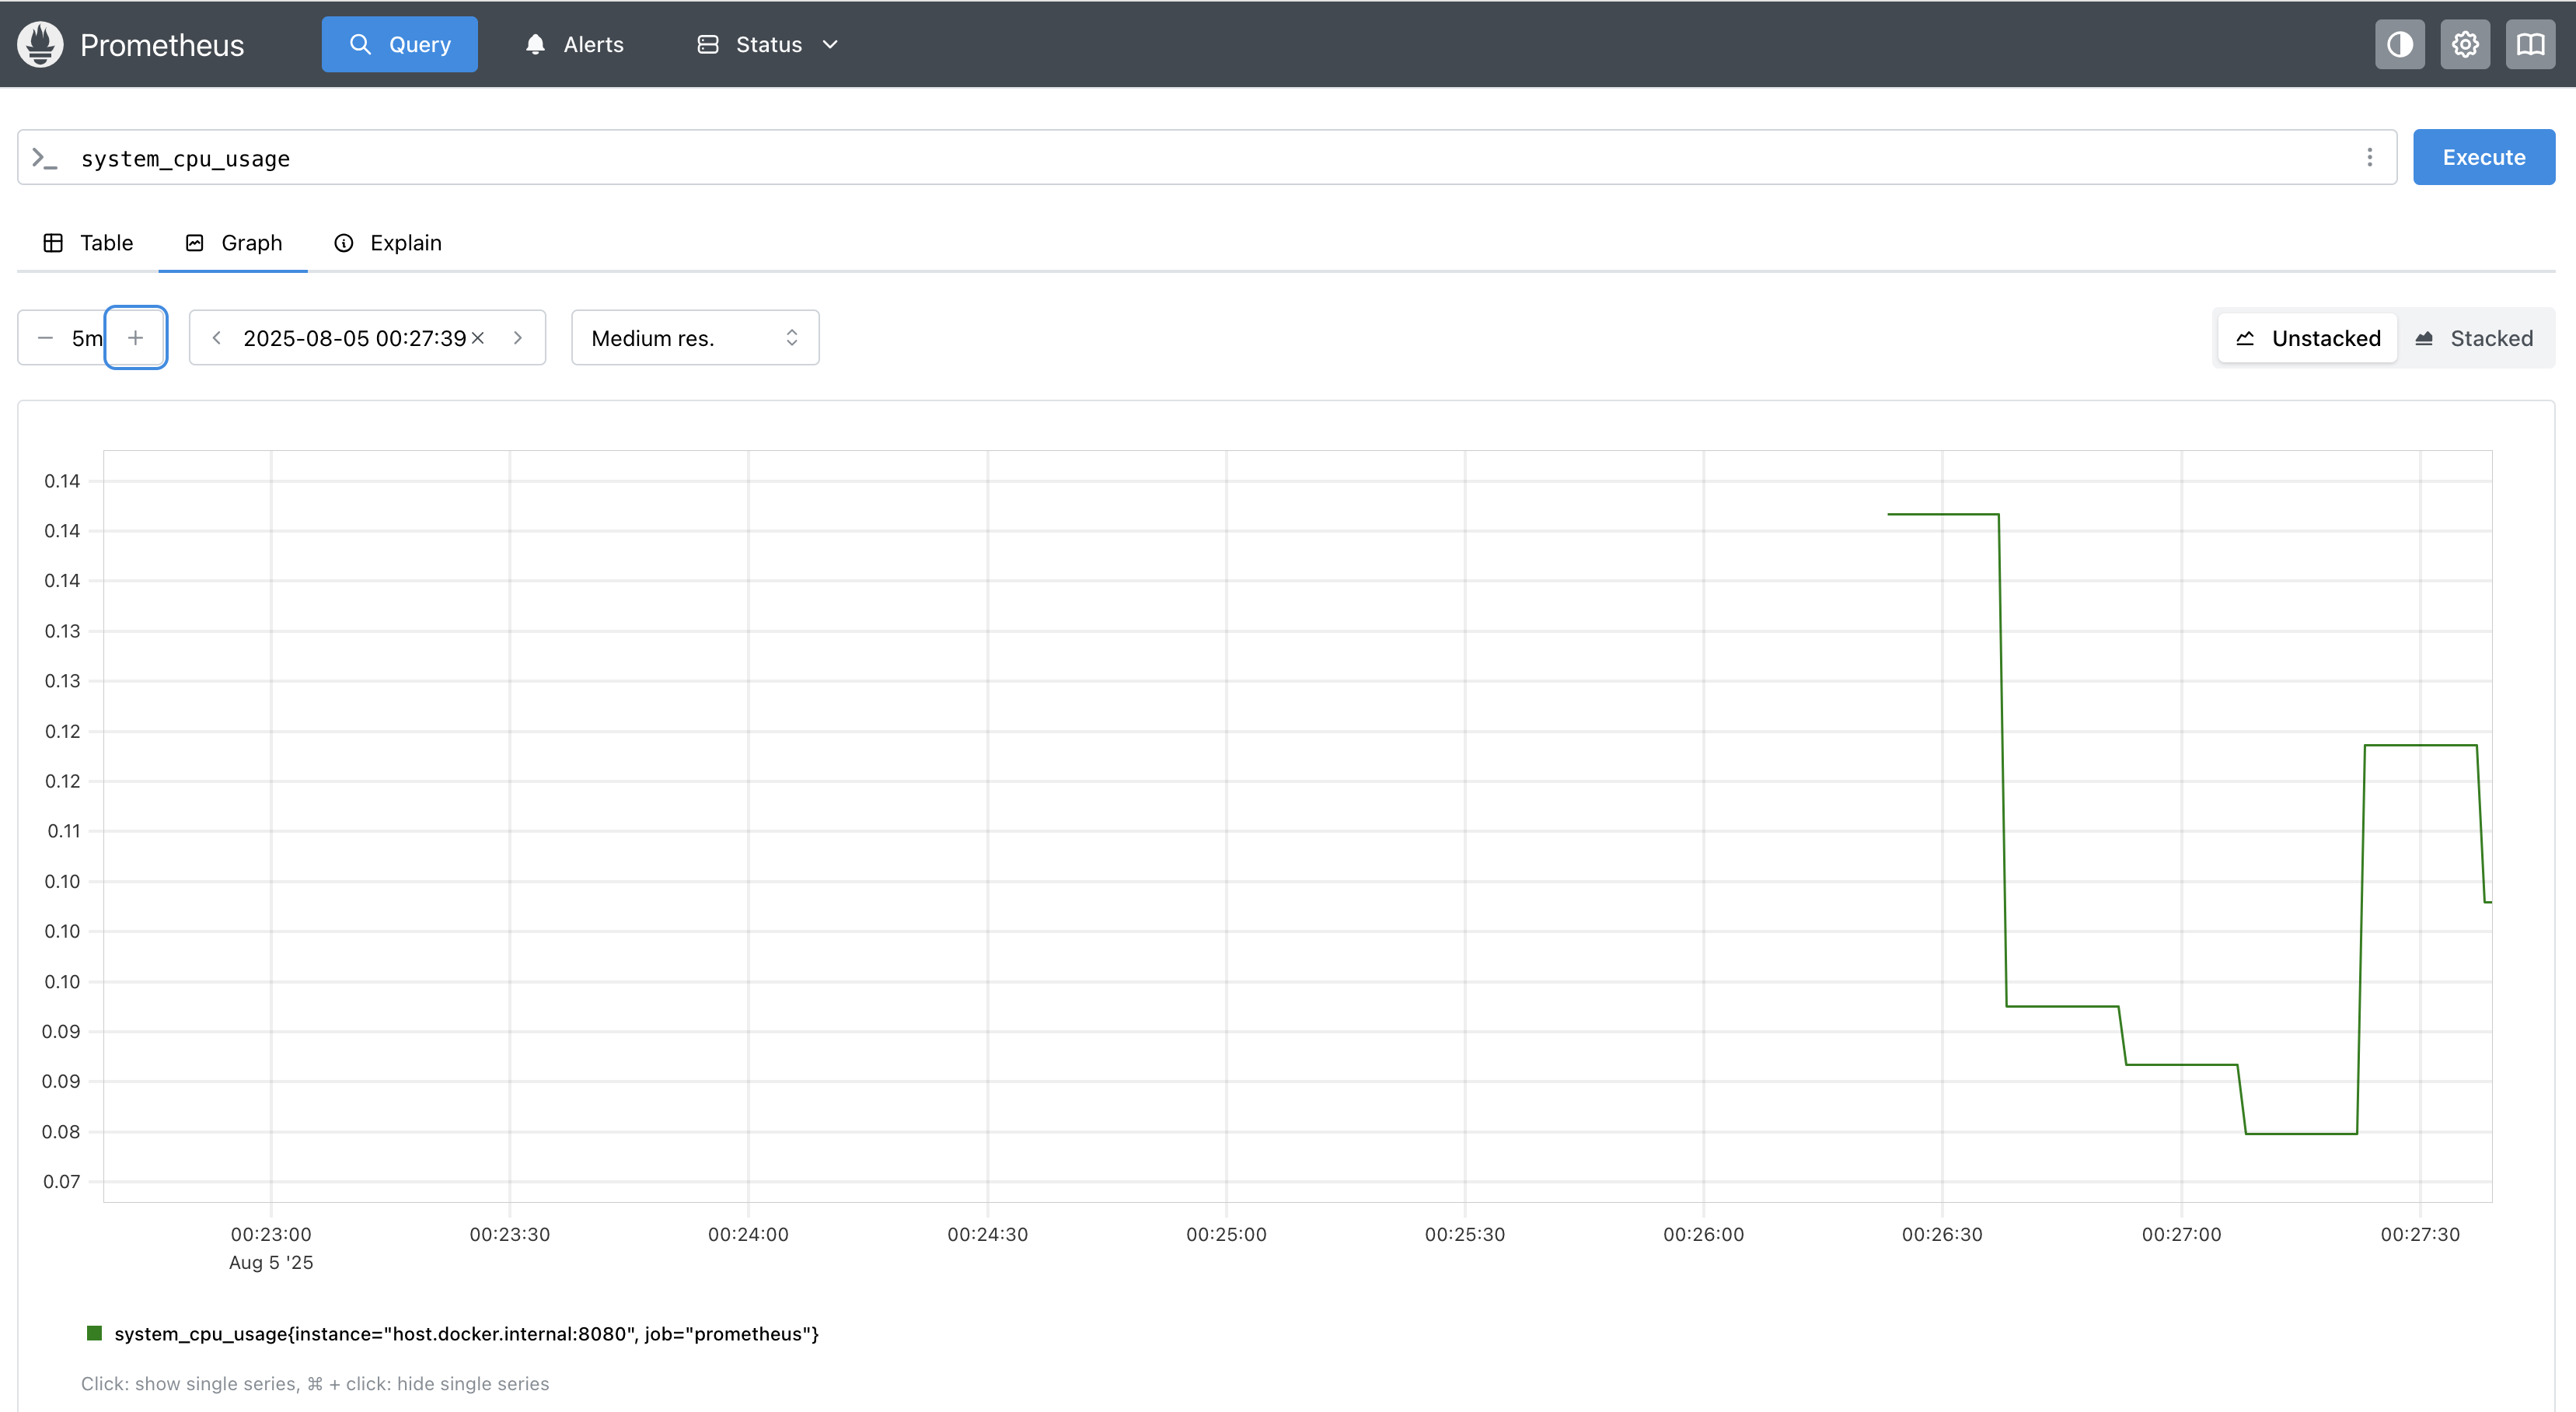 Prometheus Query Alerts Status
system_cpu_usage Execute
Table Graph Explain
5m 2025-08-05 00:27:39 Medium res. Unstacked Stacked
0.14
0.14
0.14
0.13
0.13
0.12
0.12
0.11
0.10
0.10
0.10
0.09
0.09
0.08
0.07
00:23:00 00:23:30 00:24:00 00:24:30 00:25:00 00:25:30 00:26:00 00:26:30 00:27:00 00:27:30
Aug 5 '25
system_cpu_usage{instance="host.docker.internal:8080", job="prometheus"}
Click: show single series, ⌘ + click: hide single series